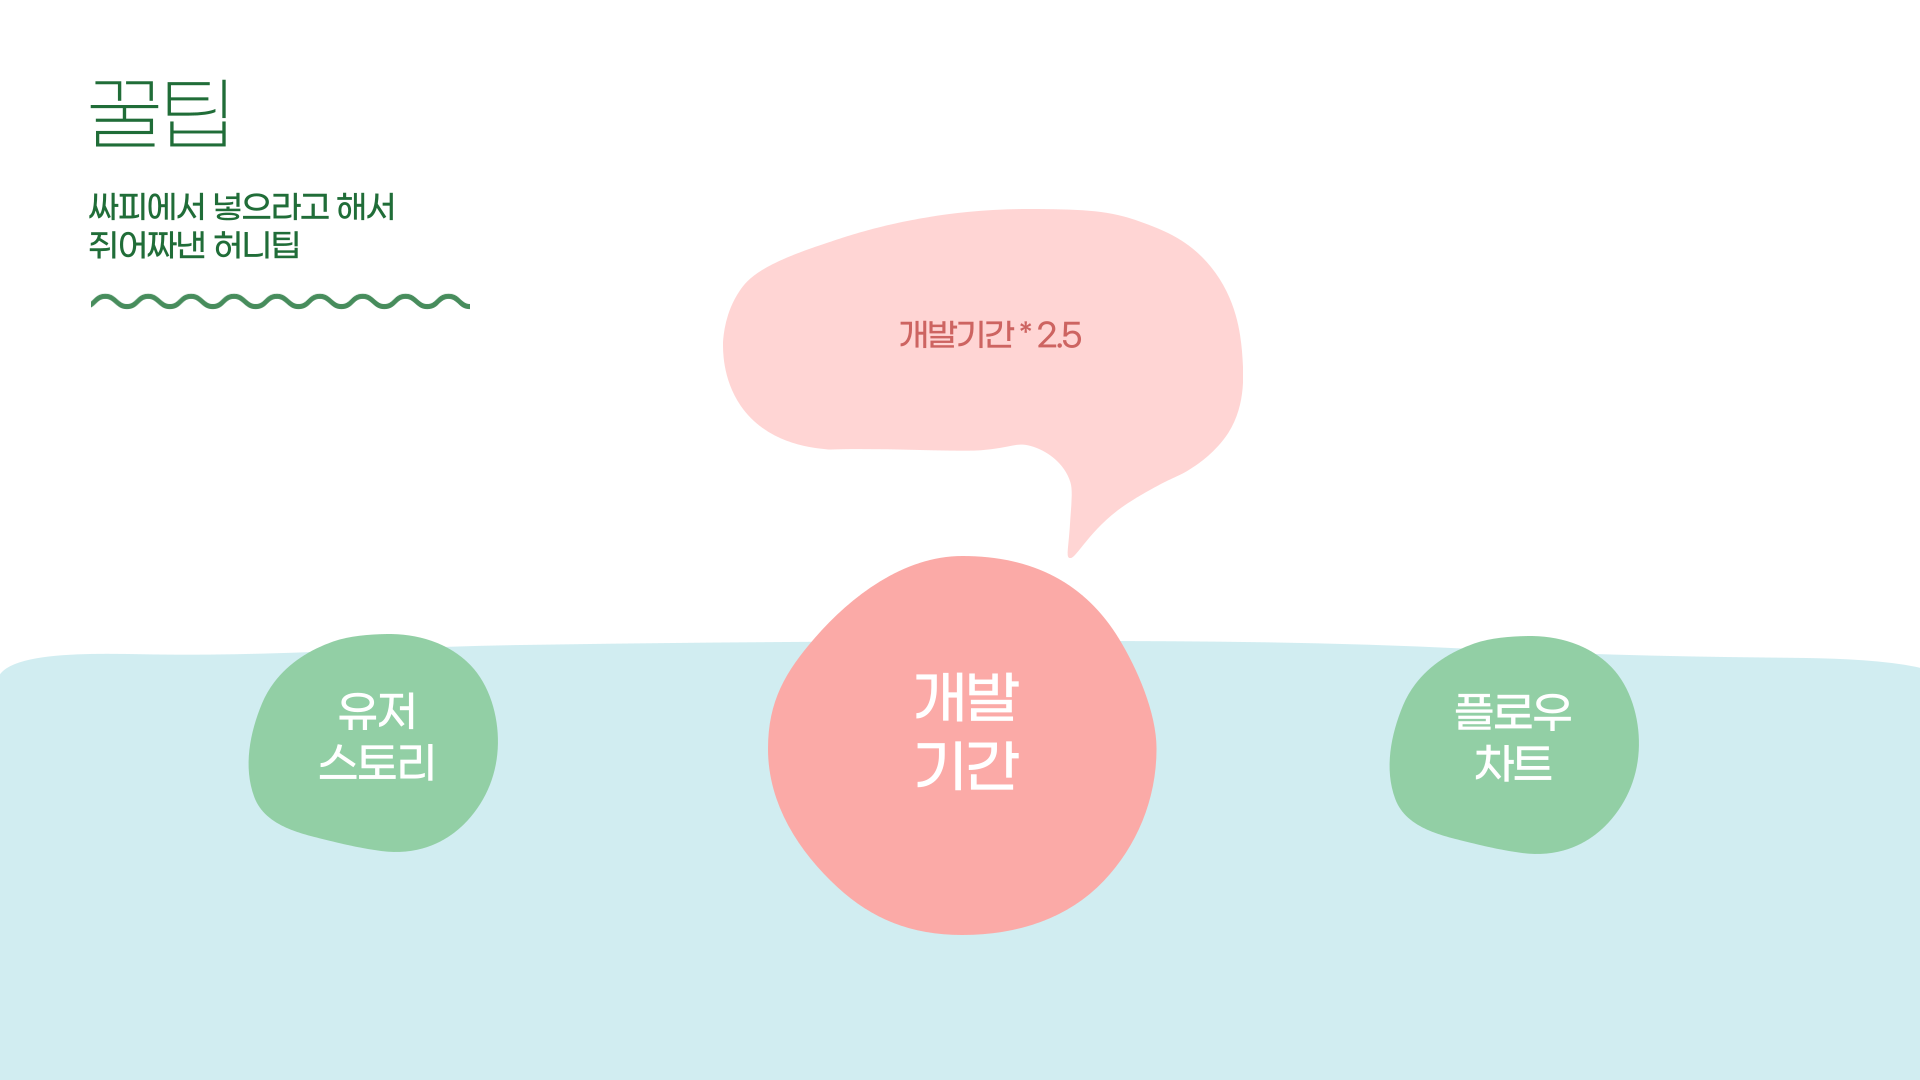 꿀팁
싸피에서 넣으라고 해서
쥐어짜낸 허니팁
개발기간 * 2.5
유저
스토리
개발
기간
플로우
차트